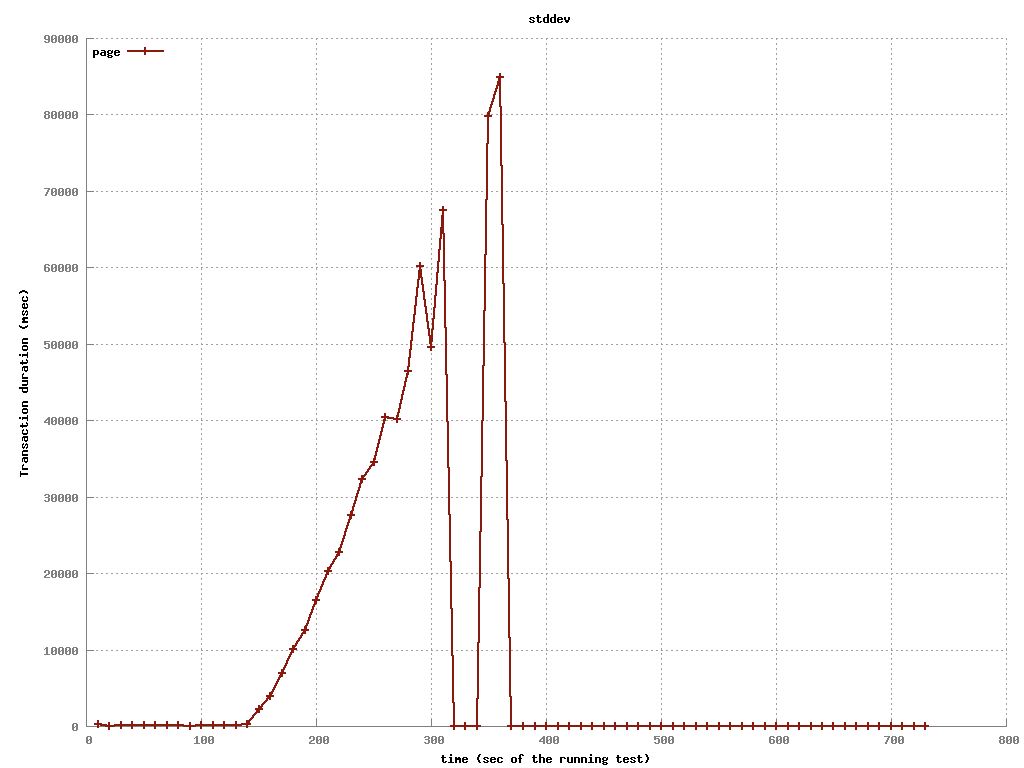 stddev
page
90000
80000
70000
60000
50000
40000
30000
20000
10000
0
Transaction duration (msec)
0 100 200 300 400 500 600 700 800
time (sec of the running test)